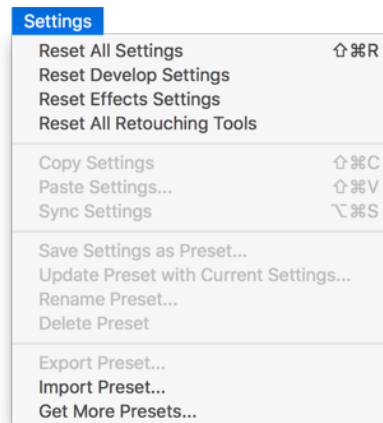 Settings
Reset All Settings ⇧⌘R
Reset Develop Settings
Reset Effects Settings
Reset All Retouching Tools
Copy Settings ⇧⌘C
Paste Settings... ⇧⌘V
Sync Settings ⌥⌘S
Save Settings as Preset...
Update Preset with Current Settings...
Rename Preset...
Delete Preset
Export Preset...
Import Preset...
Get More Presets...